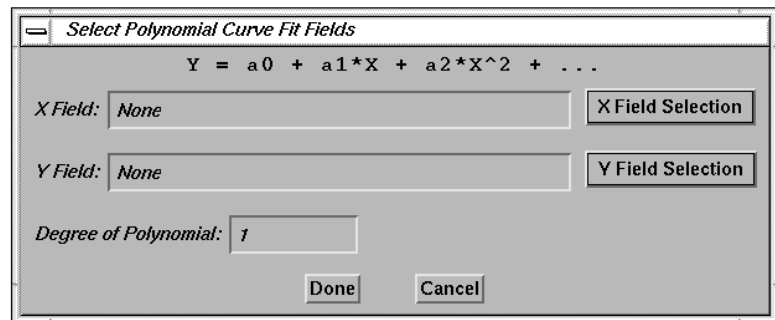 Select Polynomial Curve Fit Fields
Y = a0 + a1*X + a2*X^2 + ...
X Field: None X Field Selection
Y Field: None Y Field Selection
Degree of Polynomial: 1
Done Cancel